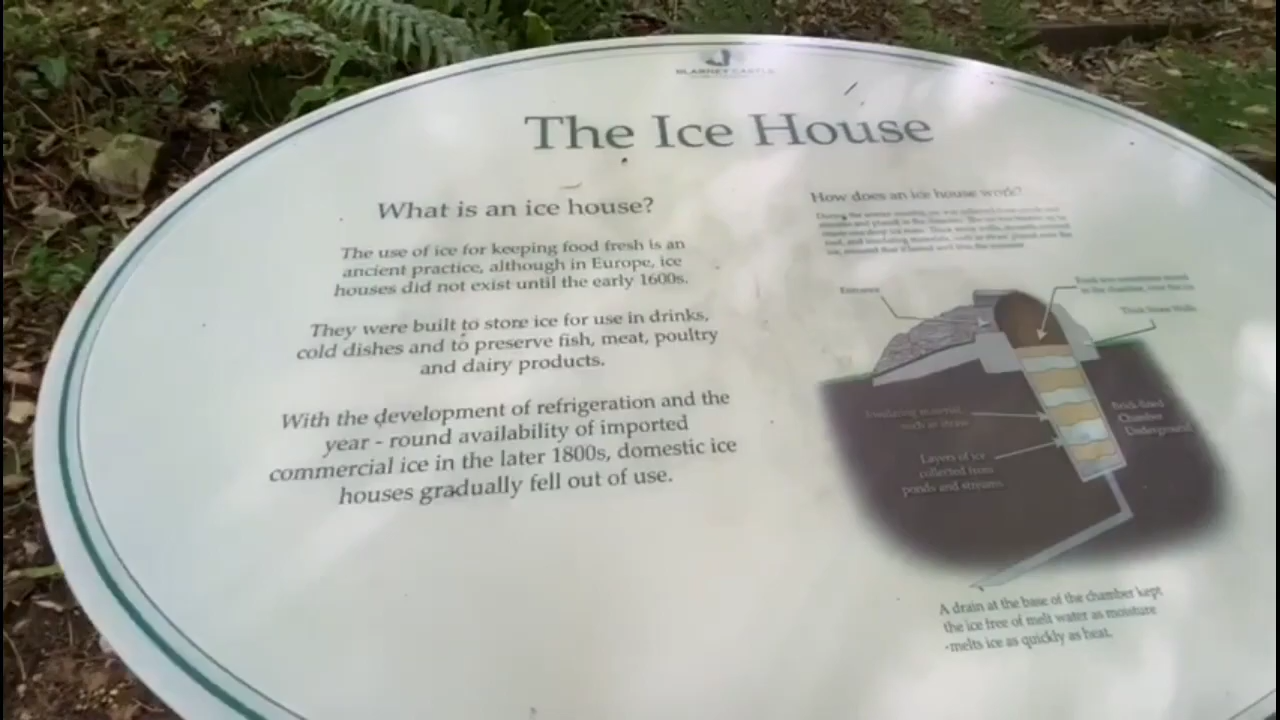 BLARNEY CASTLE
The Ice House
What is an ice house?
The use of ice for keeping food fresh is an
ancient practice, although in Europe, ice
houses did not exist until the early 1600s.
They were built to store ice for use in drinks,
cold dishes and to preserve fish, meat, poultry
and dairy products.
With the development of refrigeration and the
year - round availability of imported
commercial ice in the later 1800s, domestic ice
houses gradually fell out of use.
How does an ice house work?
Entrance
Thick Stone Walls
Insulating material,
such as straw
Layers of ice
collected from
ponds and streams
Brick-lined
Chamber
Underground
A drain at the base of the chamber kept
the ice free of melt water as moisture
-melts ice as quickly as heat.